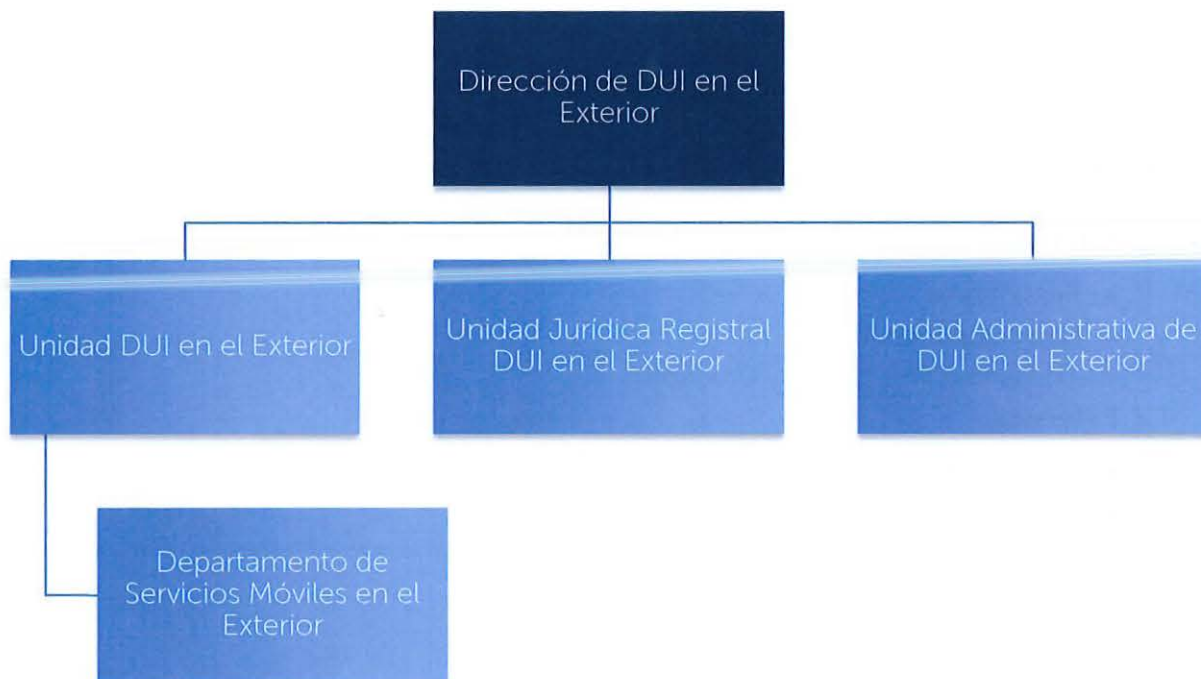 Dirección de DUI en el
Exterior
Unidad DUI en el Exterior
Unidad Jurídica Registral
DUI en el Exterior
Unidad Administrativa de
DUI en el Exterior
Departamento de
Servicios Móviles en el
Exterior